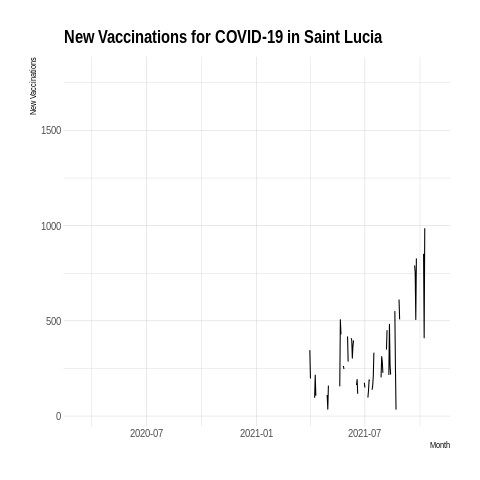 New Vaccinations for COVID-19 in Saint Lucia
New Vaccinations
1500
1000
500
0
2020-07
2021-01
2021-07
Month